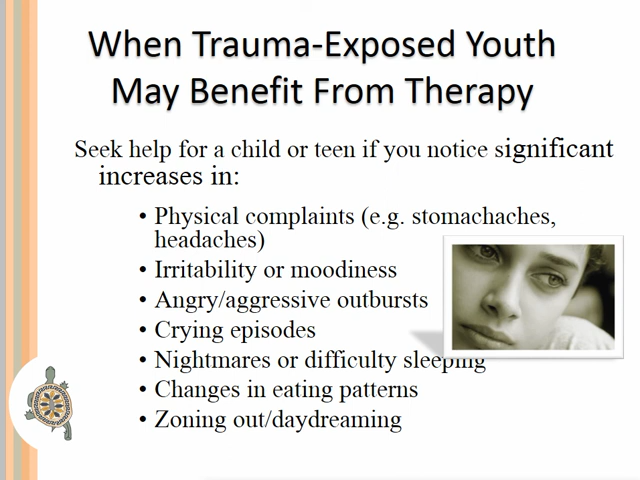 When Trauma-Exposed Youth
May Benefit From Therapy
Seek help for a child or teen if you notice significant
increases in:
• Physical complaints (e.g. stomachaches,
headaches)
• Irritability or moodiness
• Angry/aggressive outbursts
• Crying episodes
• Nightmares or difficulty sleeping
• Changes in eating patterns
• Zoning out/daydreaming